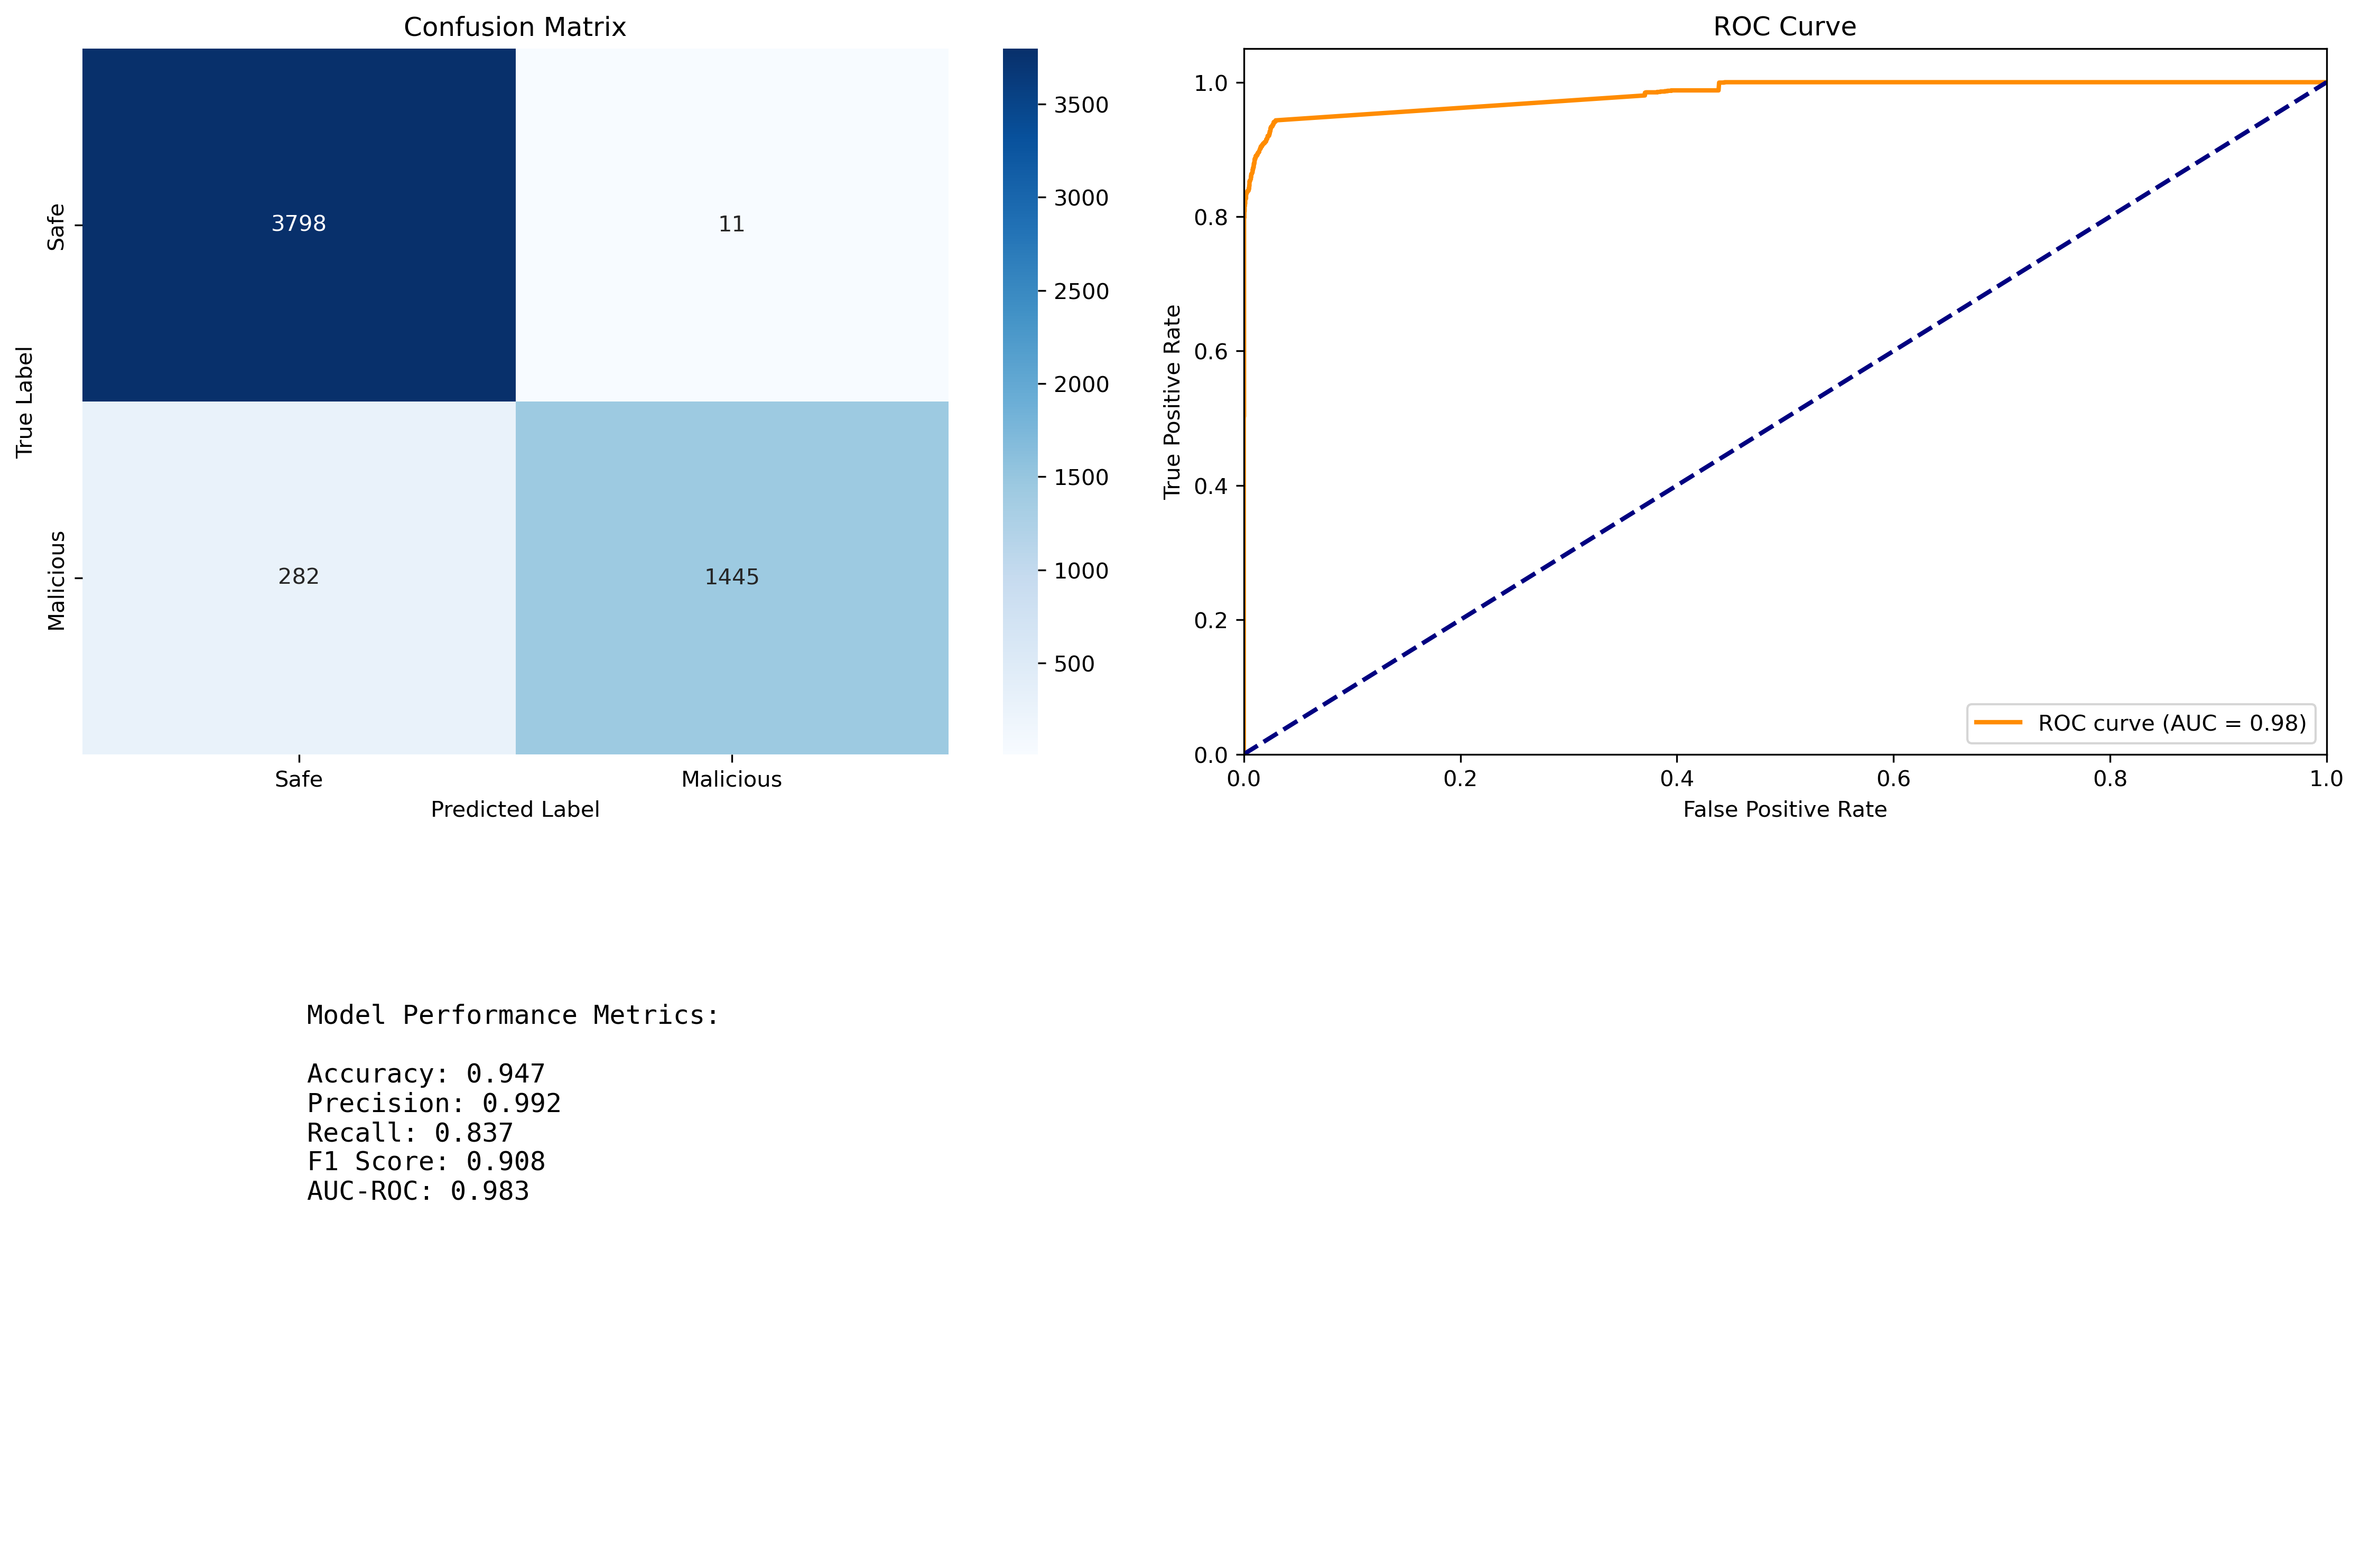 Confusion Matrix
True Label
Safe
Malicious
3798
11
282
1445
Safe
Malicious
Predicted Label
3500
3000
2500
2000
1500
1000
500
ROC Curve
True Positive Rate
1.0
0.8
0.6
0.4
0.2
0.0
0.0
0.2
0.4
0.6
0.8
1.0
False Positive Rate
ROC curve (AUC = 0.98)
Model Performance Metrics:
Accuracy: 0.947
Precision: 0.992
Recall: 0.837
F1 Score: 0.908
AUC-ROC: 0.983